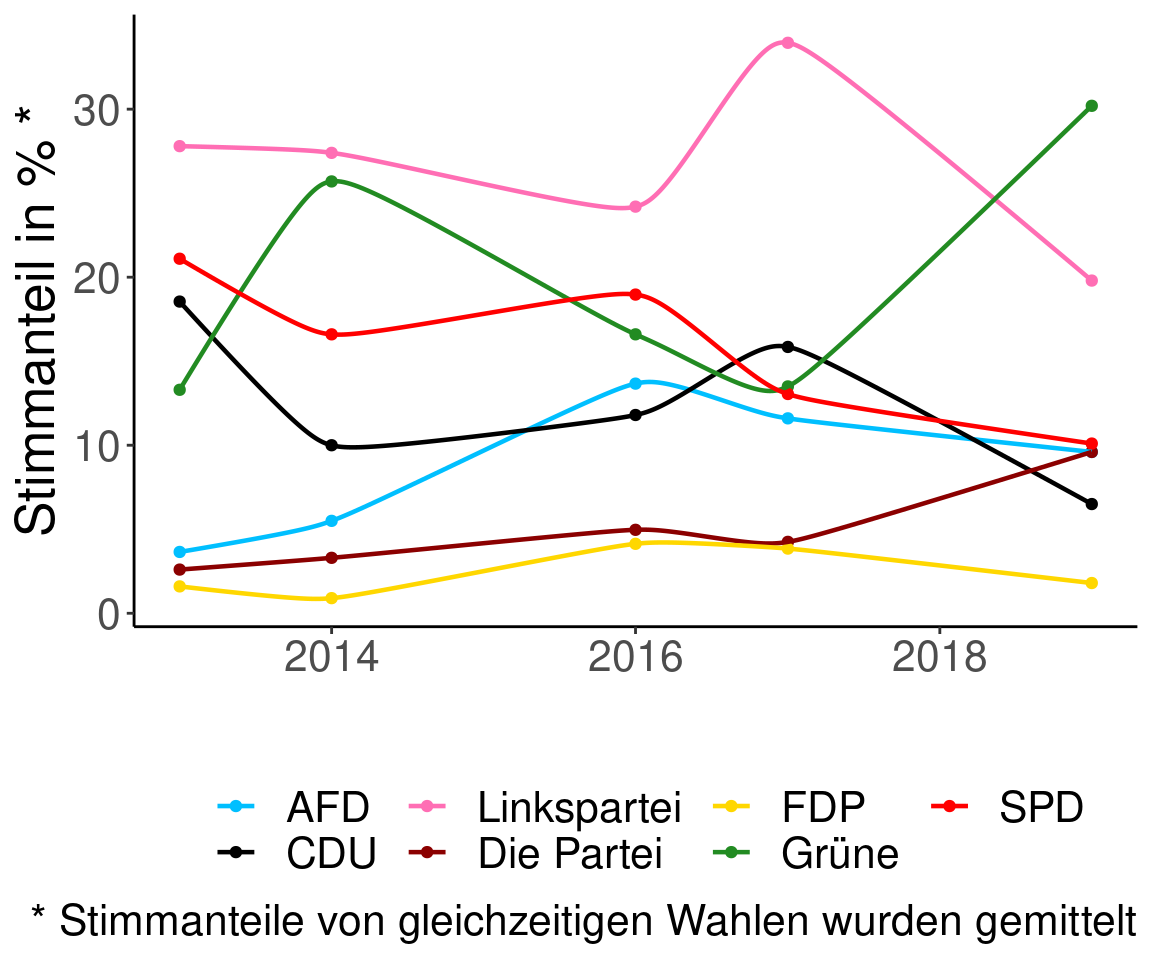 Stimmanteil in % *
30
20
10
0
2014 2016 2018
AFD Linkspartei FDP SPD
CDU Die Partei Grüne
* Stimmanteile von gleichzeitigen Wahlen wurden gemittelt